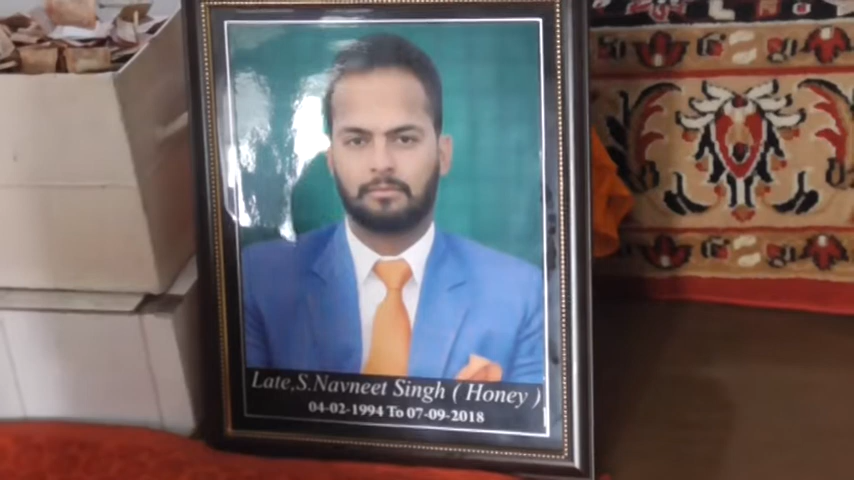 Late,S.Navneet Singh ( Honey )
04-02-1994 To 07-09-2018